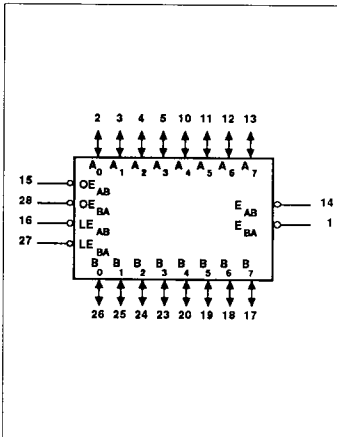 2 3 4 5 10 11 12 13
A0 A1 A2 A3 A4 A5 A6 A7
15 OEAB
28 OEBA
16 LEAB
27 LEBA
EAB 14
EBA 1
B0 B1 B2 B3 B4 B5 B6 B7
26 25 24 23 20 19 18 17